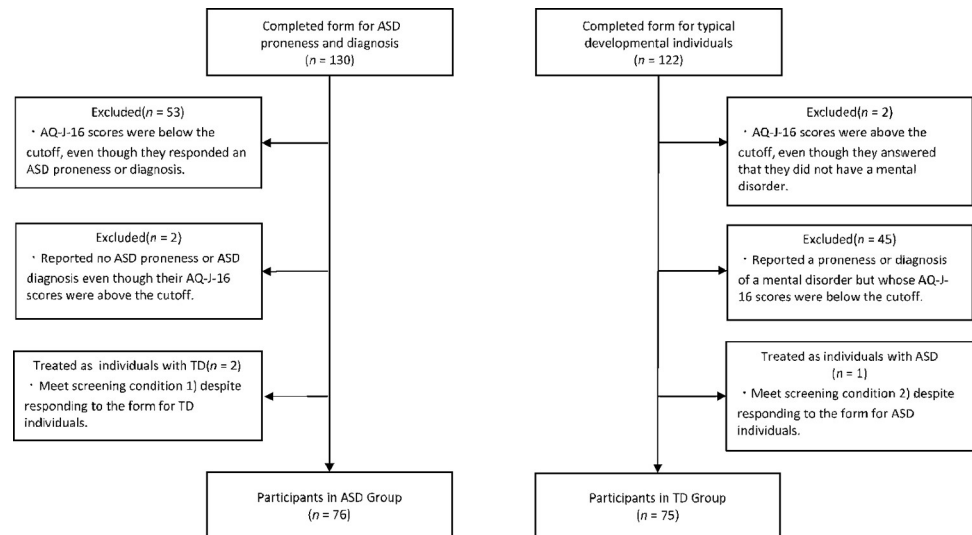 Completed form for ASD
proneness and diagnosis
(n = 130)
Excluded(n = 53)
・ AQ-J-16 scores were below the
cutoff, even though they responded an
ASD proneness or diagnosis.
Excluded(n = 2)
・ Reported no ASD proneness or ASD
diagnosis even though their AQ-J-16
scores were above the cutoff.
Treated as individuals with TD(n = 2)
・ Meet screening condition 1) despite
responding to the form for TD
individuals.
Participants in ASD Group
(n = 76)
Completed form for typical
developmental individuals
(n = 122)
Excluded(n = 2)
・ AQ-J-16 scores were above the
cutoff, even though they answered
that they did not have a mental
disorder.
Excluded(n = 45)
・ Reported a proneness or diagnosis
of a mental disorder but whose AQ-J-
16 scores were below the cutoff.
Treated as individuals with ASD
(n = 1)
・ Meet screening condition 2) despite
responding to the form for ASD
individuals.
Participants in TD Group
(n = 75)